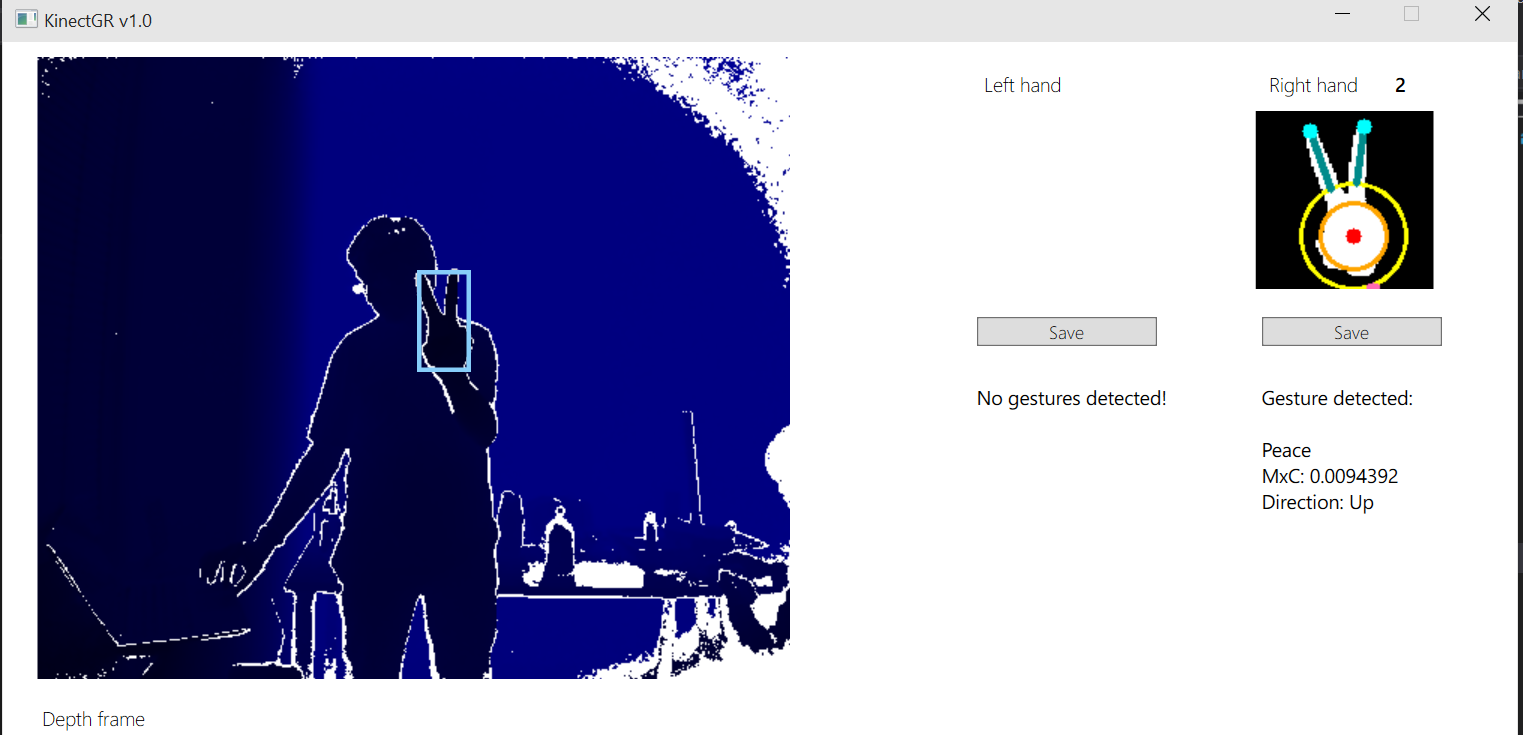 KinectGR v1.0
Left hand
Right hand 2
Save
Save
No gestures detected!
Gesture detected:
Peace
MxC: 0.0094392
Direction: Up
Depth frame